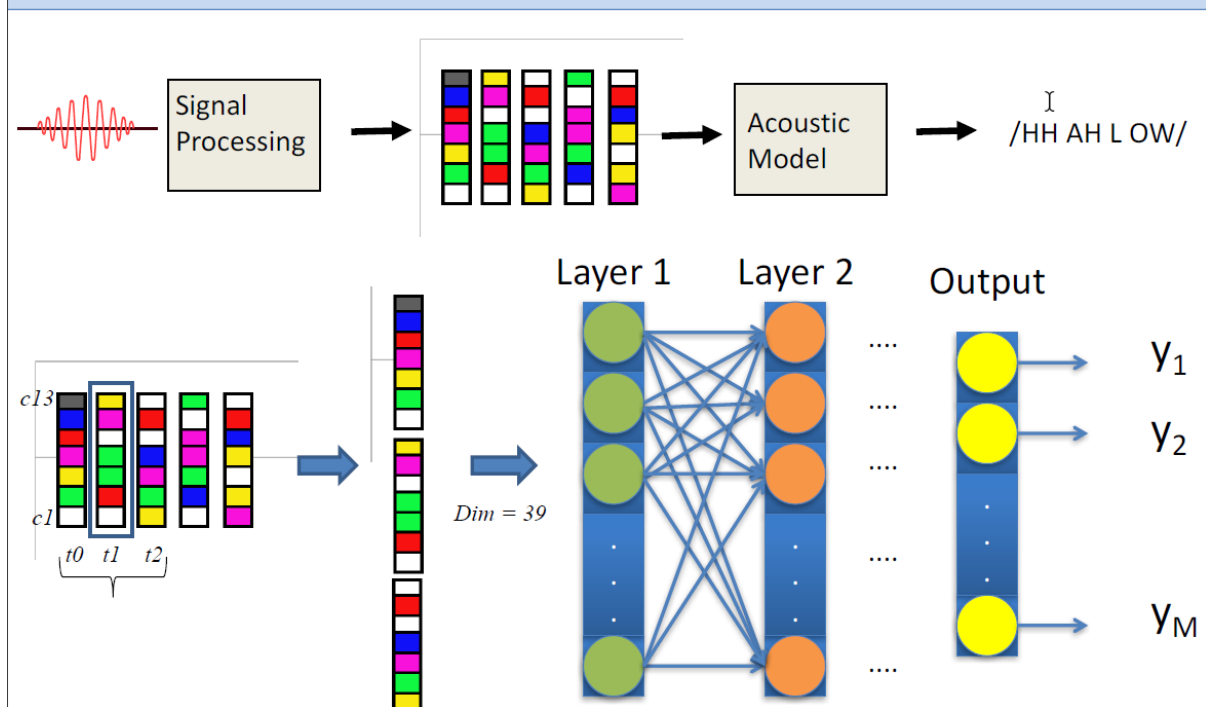 Signal
Processing
Acoustic
Model
/HH AH L OW/
Layer 1
Layer 2
Output
....
y1
c13
....
y2
c1
Dim = 39
....
t0 t1 t2
....
yM
....